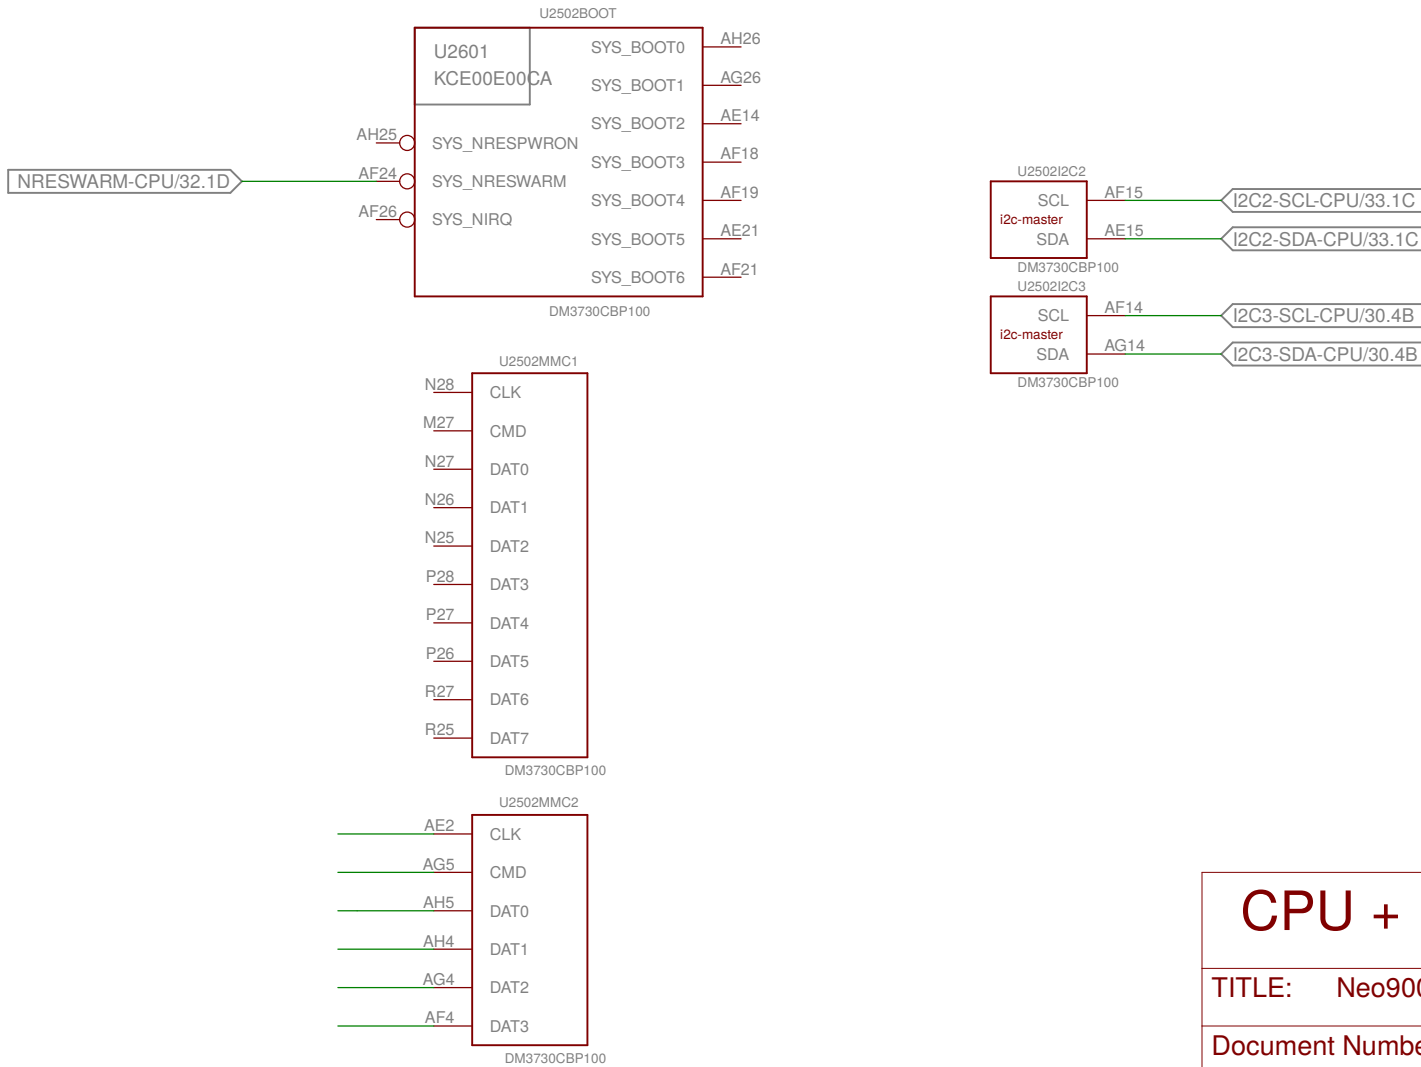 U2502BOOT
U2601
KCE00E00CA
SYS_BOOT0
AH26
SYS_BOOT1
AG26
SYS_BOOT2
AE14
AH25
SYS_NRESPWRON
SYS_BOOT3
AF18
NRESWARM-CPU/32.1D
AF24
SYS_NRESWARM
SYS_BOOT4
AF19
AF26
SYS_NIRQ
SYS_BOOT5
AE21
SYS_BOOT6
AF21
DM3730CBP100
U2502I2C2
SCL
AF15
I2C2-SCL-CPU/33.1C
i2c-master
SDA
AE15
I2C2-SDA-CPU/33.1C
DM3730CBP100
U2502I2C3
SCL
AF14
I2C3-SCL-CPU/30.4B
i2c-master
SDA
AG14
I2C3-SDA-CPU/30.4B
DM3730CBP100
U2502MMC1
N28
CLK
M27
CMD
N27
DAT0
N26
DAT1
N25
DAT2
P28
DAT3
P27
DAT4
P26
DAT5
R27
DAT6
R25
DAT7
DM3730CBP100
U2502MMC2
AE2
CLK
AG5
CMD
AH5
DAT0
AH4
DAT1
AG4
DAT2
AF4
DAT3
DM3730CBP100
CPU +
TITLE: Neo900
Document Numbe